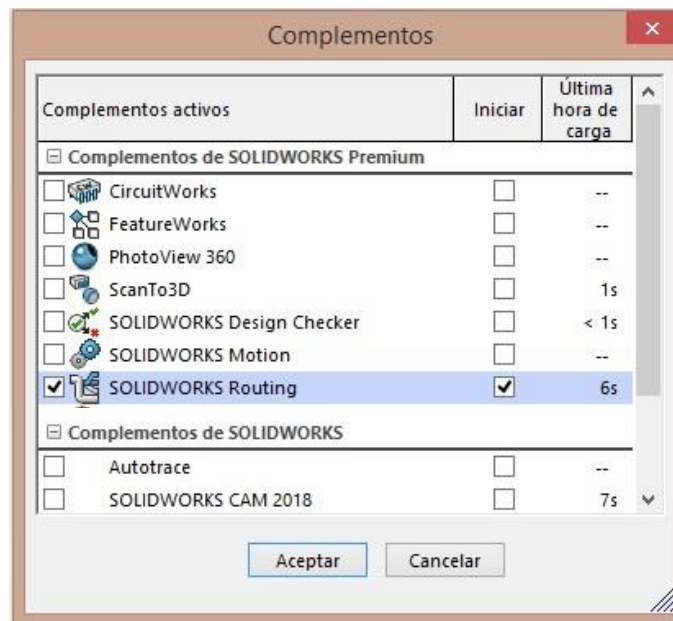 Complementos
Complementos activos Iniciar Última hora de carga
Complementos de SOLIDWORKS Premium
CircuitWorks --
FeatureWorks --
PhotoView 360 --
ScanTo3D 1s
SOLIDWORKS Design Checker < 1s
SOLIDWORKS Motion --
SOLIDWORKS Routing 6s
Complementos de SOLIDWORKS
Autotrace --
SOLIDWORKS CAM 2018 7s
Aceptar Cancelar